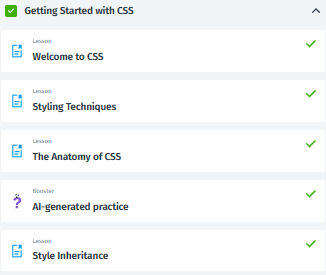 Getting Started with CSS
Lesson
Welcome to CSS
Lesson
Styling Techniques
Lesson
The Anatomy of CSS
Booster
AI-generated practice
Lesson
Style Inheritance